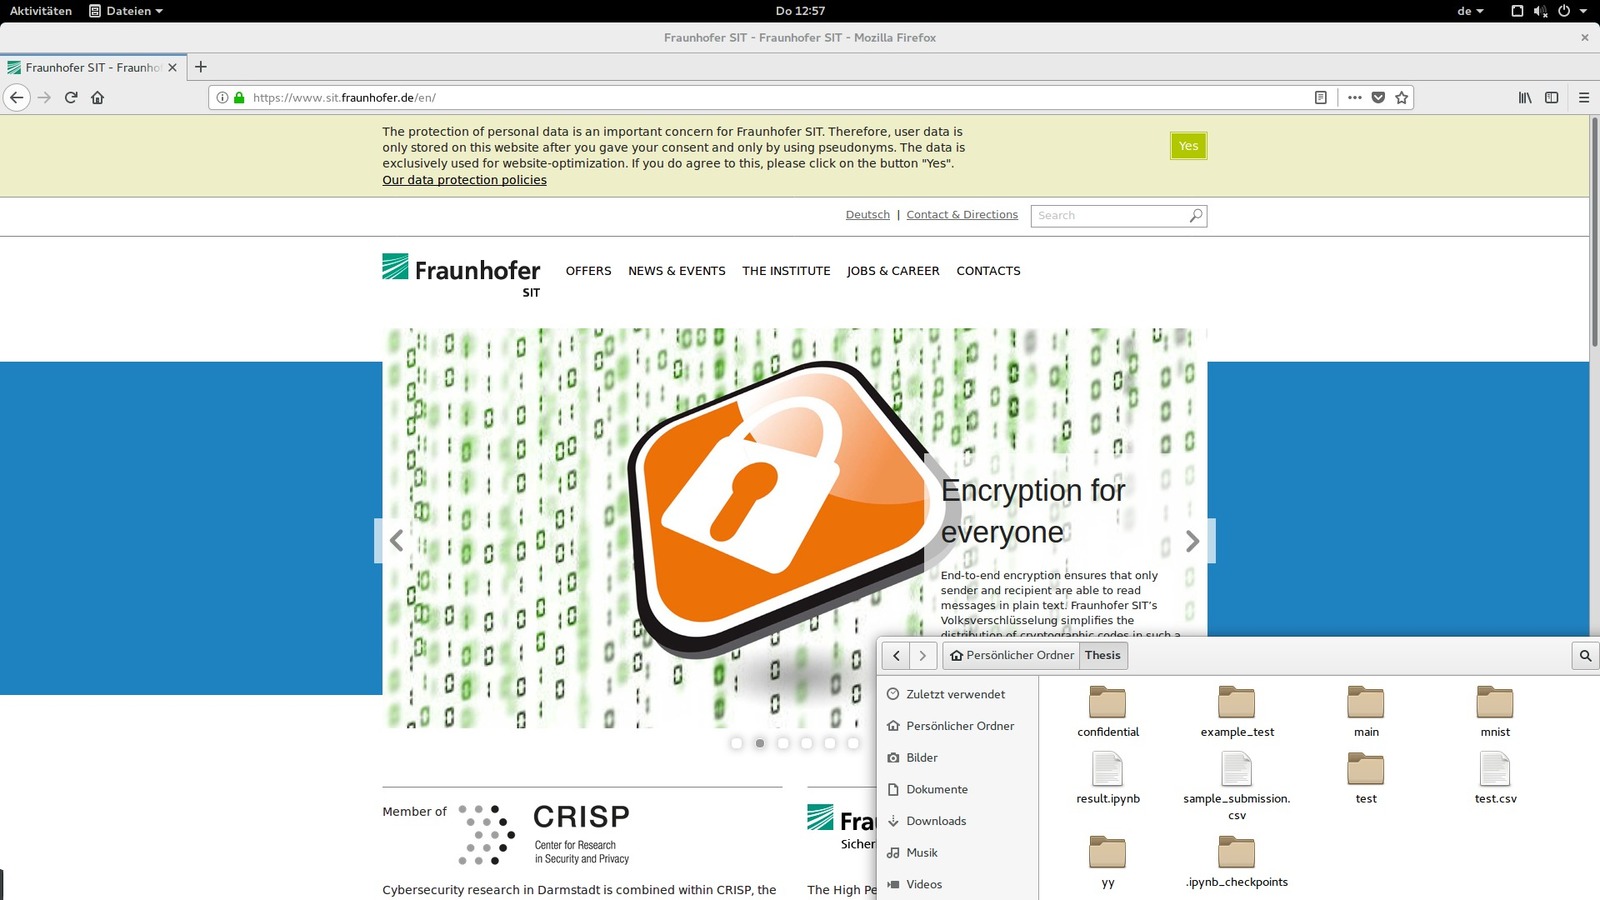 Aktivitäten
Dateien
Do 12:57
de
Fraunhofer SIT - Fraunhofer SIT - Mozilla Firefox
Fraunhofer SIT - Fraunhof
https://www.sit.fraunhofer.de/en/
The protection of personal data is an important concern for Fraunhofer SIT. Therefore, user data is
only stored on this website after you gave your consent and only by using pseudonyms. The data is
exclusively used for website-optimization. If you do agree to this, please click on the button "Yes".
Our data protection policies
Yes
Deutsch | Contact & Directions
Search
Fraunhofer
SIT
OFFERS NEWS & EVENTS THE INSTITUTE JOBS & CAREER CONTACTS
Encryption for
everyone
End-to-end encryption ensures that only
sender and recipient are able to read
messages in plain text. Fraunhofer SIT's
Volksverschlüsselung simplifies the
distribution of cryptographic codes in such a
Member of
CRISP
Center for Research
in Security and Privacy
Cybersecurity research in Darmstadt is combined within CRISP, the
Fra
Sicher
The High Pe
Persönlicher Ordner
Thesis
Zuletzt verwendet
Persönlicher Ordner
Bilder
Dokumente
Downloads
Musik
Videos
confidential
example_test
main
mnist
result.ipynb
sample_submission.
csv
test
test.csv
yy
.ipynb_checkpoints